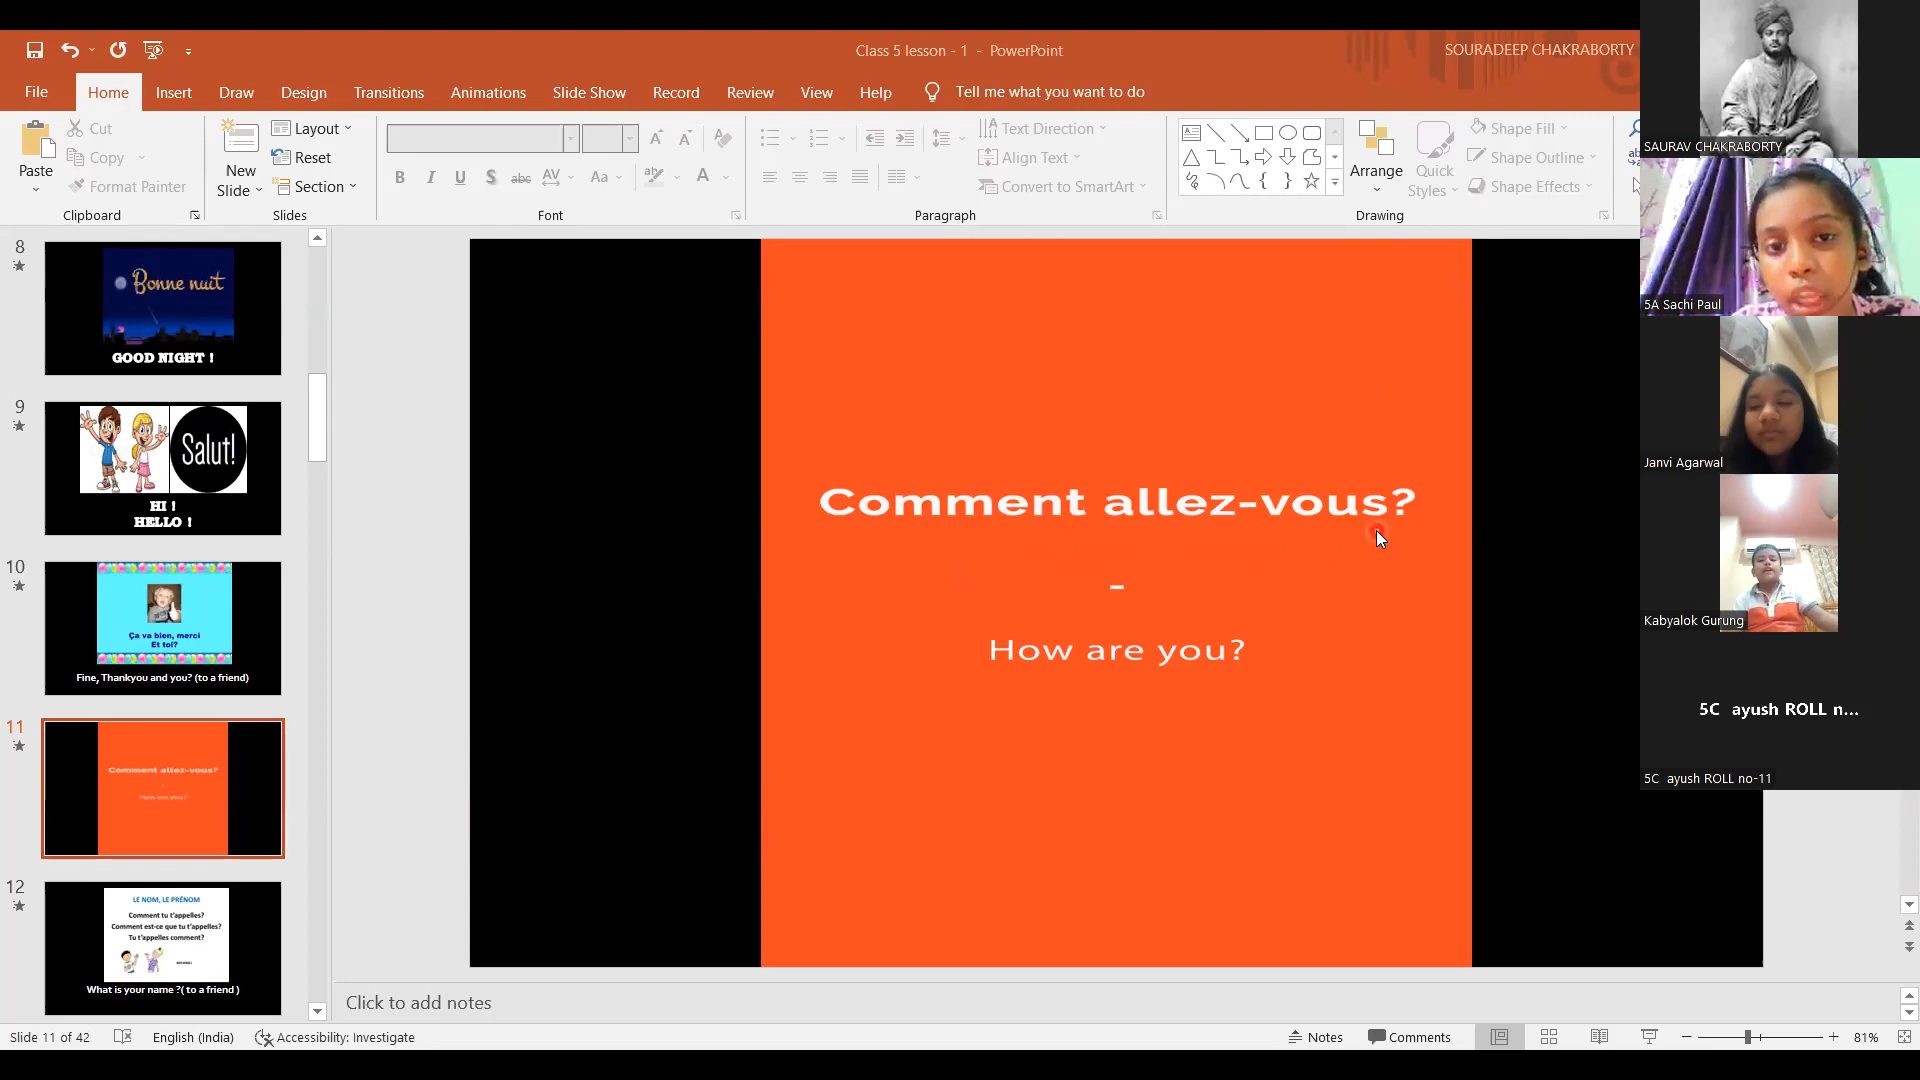 Class 5 lesson - 1 - PowerPoint
SOURADEEP CHAKRABORTY
File Home Insert Draw Design Transitions Animations Slide Show Record Review View Help Tell me what you want to do
Paste
Cut
Copy
Format Painter
Clipboard
New Slide
Layout
Reset
Section
Slides
B I U S abc AV Aa A
Font
Text Direction
Align Text
Convert to SmartArt
Paragraph
Arrange
Quick Styles
Shape Fill
Shape Outline
Shape Effects
Drawing
8
Bonne nuit
GOOD NIGHT !
9
Salut!
HI !
HELLO !
10
Ça va bien, merci
Et toi?
Fine, Thankyou and you? (to a friend)
11
Comment allez-vous?
-
How are you?
12
LE NOM, LE PRÉNOM
Comment tu t'appelles?
Comment est-ce que tu t'appelles?
Tu t'appelles comment?
What is your name ?( to a friend )
Comment allez-vous?
–
How are you?
Click to add notes
Slide 11 of 42 English (India) Accessibility: Investigate Notes Comments 81%
SAURAV CHAKRABORTY
5A Sachi Paul
Janvi Agarwal
Kabyalok Gurung
5C ayush ROLL n...
5C ayush ROLL no-11